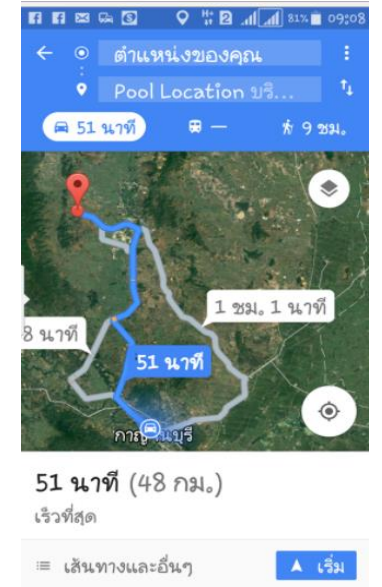 81% 09:08
ตำแหน่งของคุณ
Pool Location บริ...
51 นาที
—
9 ชม.
1 ชม. 1 นาที
8 นาที
51 นาที
51 นาที (48 กม.)
เร็วที่สุด
เส้นทางและอื่นๆ
เริ่ม